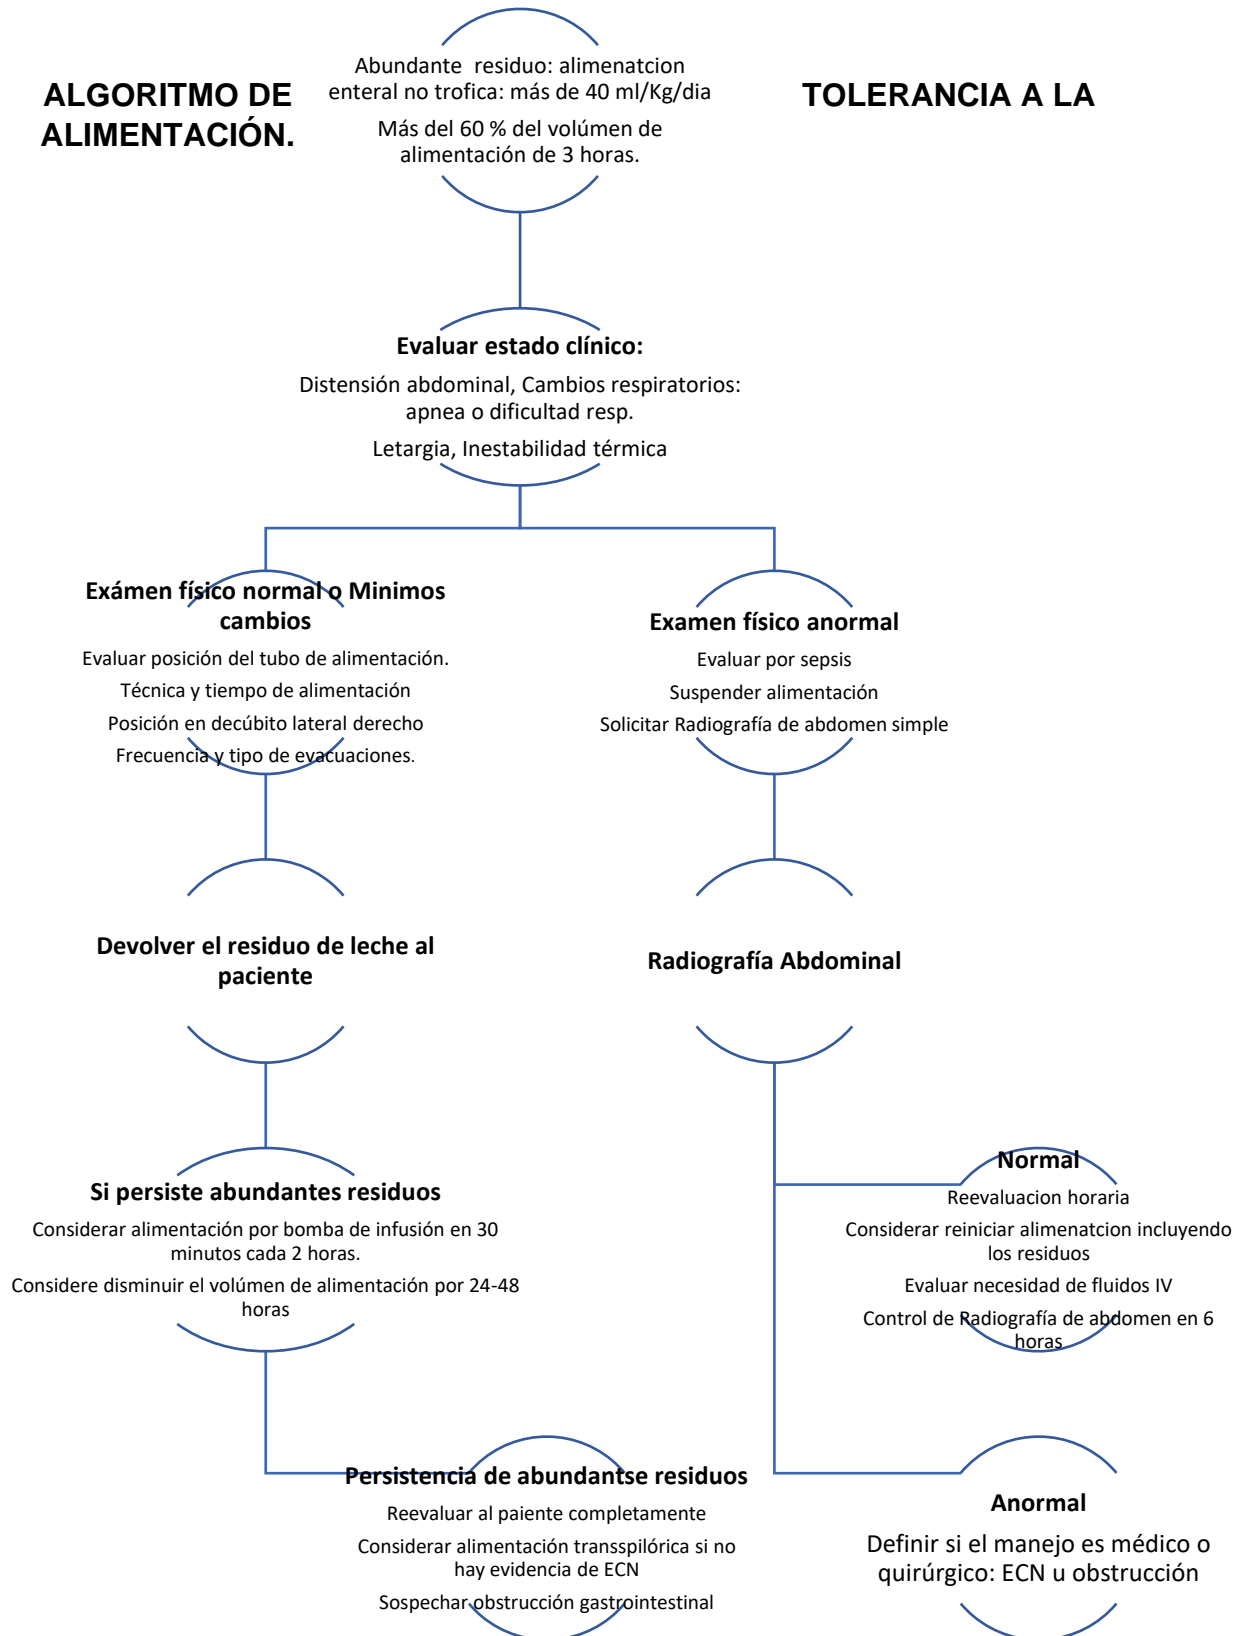 ALGORITMO DE TOLERANCIA A LA
ALIMENTACIÓN.
Abundante residuo: alimenatcion
enteral no trofica: más de 40 ml/Kg/dia
Más del 60 % del volúmen de
alimentación de 3 horas.
Evaluar estado clínico:
Distensión abdominal, Cambios respiratorios:
apnea o dificultad resp.
Letargia, Inestabilidad térmica
Exámen físico normal o Minimos
cambios
Evaluar posición del tubo de alimentación.
Técnica y tiempo de alimentación
Posición en decúbito lateral derecho
Frecuencia y tipo de evacuaciones.
Examen físico anormal
Evaluar por sepsis
Suspender alimentación
Solicitar Radiografía de abdomen simple
Devolver el residuo de leche al
paciente
Radiografía Abdominal
Si persiste abundantes residuos
Considerar alimentación por bomba de infusión en 30
minutos cada 2 horas.
Considere disminuir el volúmen de alimentación por 24-48
horas
Normal
Reevaluacion horaria
Considerar reiniciar alimenatcion incluyendo
los residuos
Evaluar necesidad de fluidos IV
Control de Radiografía de abdomen en 6
horas
Persistencia de abundantse residuos
Reevaluar al paiente completamente
Considerar alimentación transspilórica si no
hay evidencia de ECN
Sospechar obstrucción gastrointestinal
Anormal
Definir si el manejo es médico o
quirúrgico: ECN u obstrucción